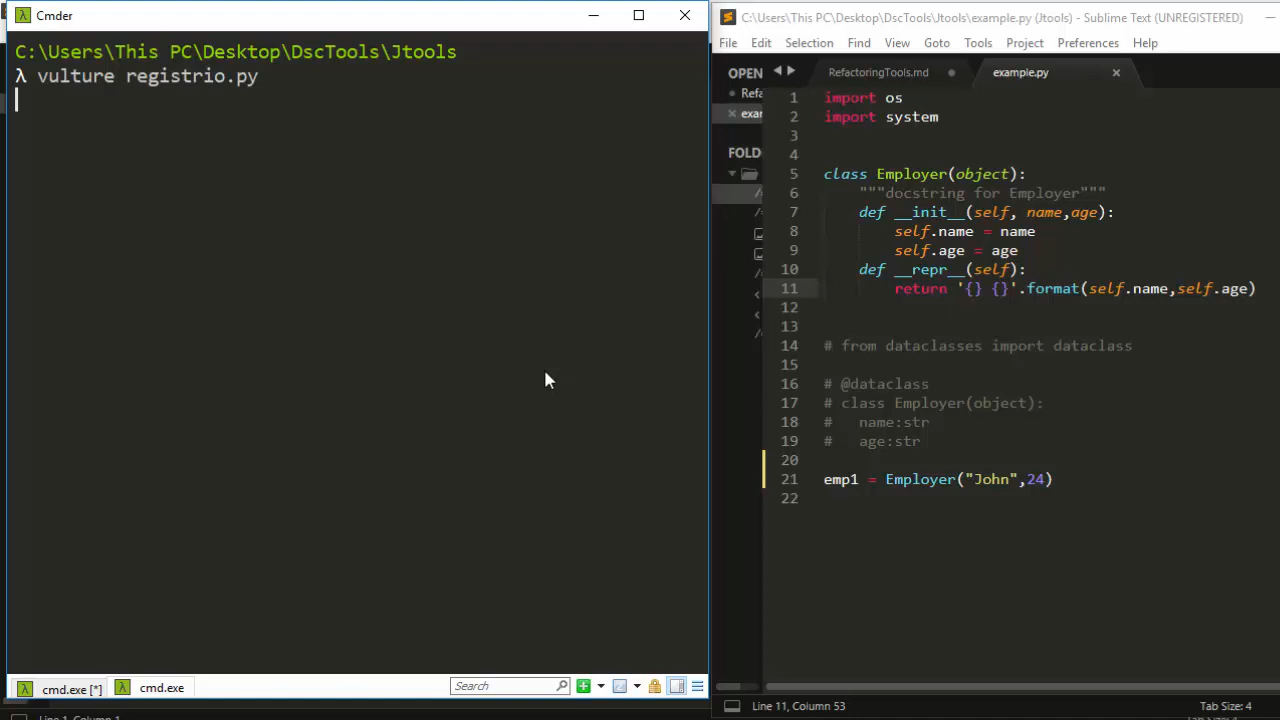 Cmder
C:\Users\This PC\Desktop\DscTools\Jtools
λ vulture registrio.py
cmd.exe [*]
cmd.exe
Search
C:\Users\This PC\Desktop\DscTools\Jtools\example.py (Jtools) - Sublime Text (UNREGISTERED)
File Edit Selection Find View Goto Tools Project Preferences Help
OPEN
Refa
exam
FOLD
RefactoringTools.md
example.py
1 import os
2 import system
3
4
5 class Employer(object):
6 """docstring for Employer"""
7 def __init__(self, name,age):
8 self.name = name
9 self.age = age
10 def __repr__(self):
11 return '{} {}'.format(self.name,self.age)
12
13
14 # from dataclasses import dataclass
15
16 # @dataclass
17 # class Employer(object):
18 # name:str
19 # age:str
20
21 emp1 = Employer("John",24)
22
Line 11, Column 53
Tab Size: 4
Line 1, Column 1